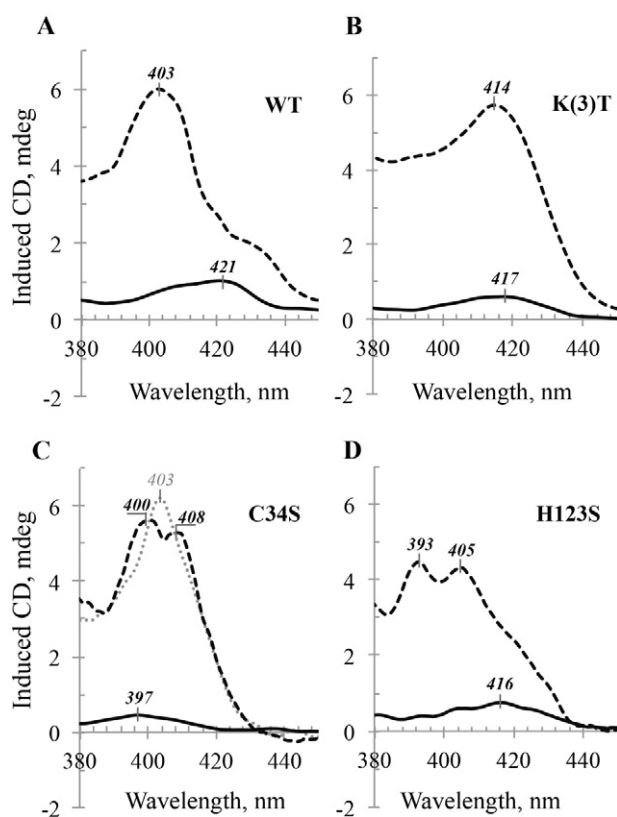 A
Induced CD, mdeg
6
4
2
0
-2
403
WT
421
380 400 420 440
Wavelength, nm
B
6
4
2
0
-2
414
K(3)T
417
380 400 420 440
Wavelength, nm
C
Induced CD, mdeg
6
4
2
0
-2
403
400 408
C34S
397
380 400 420 440
Wavelength, nm
D
6
4
2
0
-2
393 405
H123S
416
380 400 420 440
Wavelength, nm